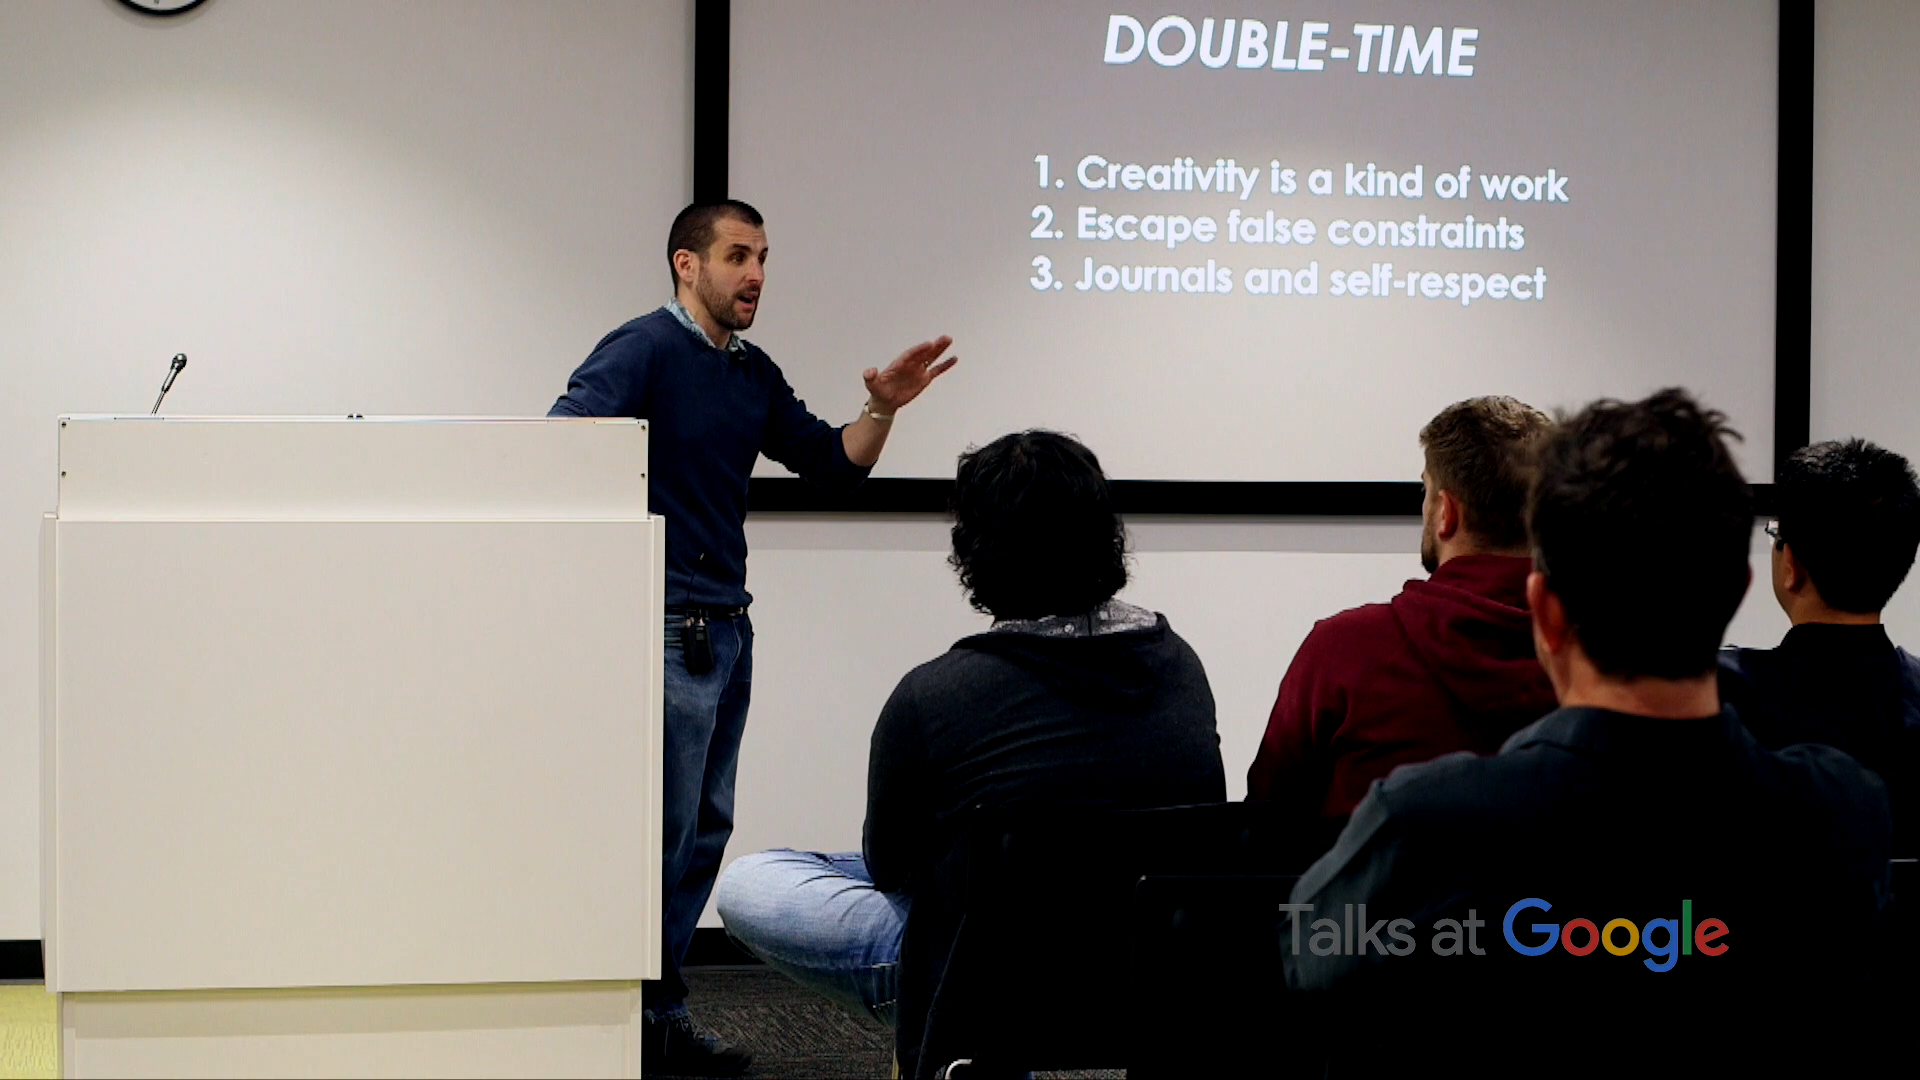 DOUBLE-TIME
1. Creativity is a kind of work
2. Escape false constraints
3. Journals and self-respect
Talks at Google